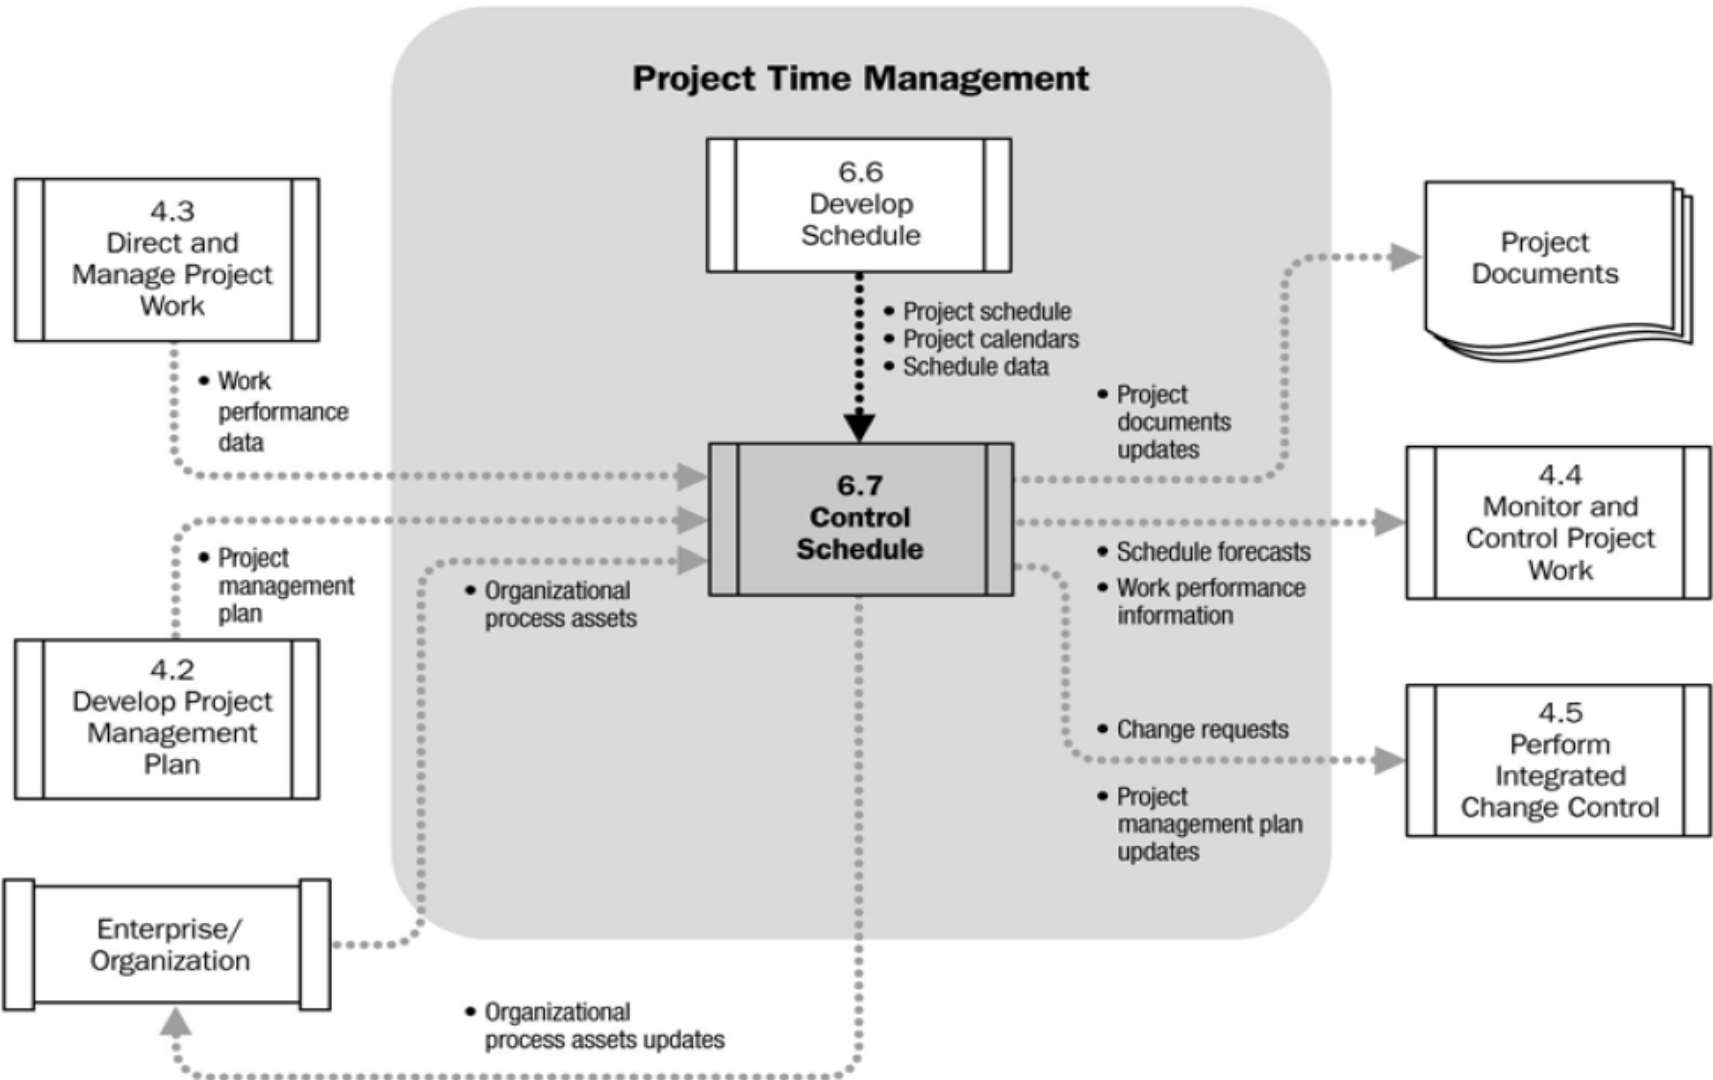 Project Time Management
6.6
Develop
Schedule
4.3
Direct and
Manage Project
Work
Project
Documents
• Project schedule
• Project calendars
• Schedule data
• Work
performance
data
• Project
documents
updates
6.7
Control
Schedule
4.4
Monitor and
Control Project
Work
• Project
management
plan
• Organizational
process assets
• Schedule forecasts
• Work performance
information
4.2
Develop Project
Management
Plan
• Change requests
• Project
management plan
updates
4.5
Perform
Integrated
Change Control
Enterprise/
Organization
• Organizational
process assets updates